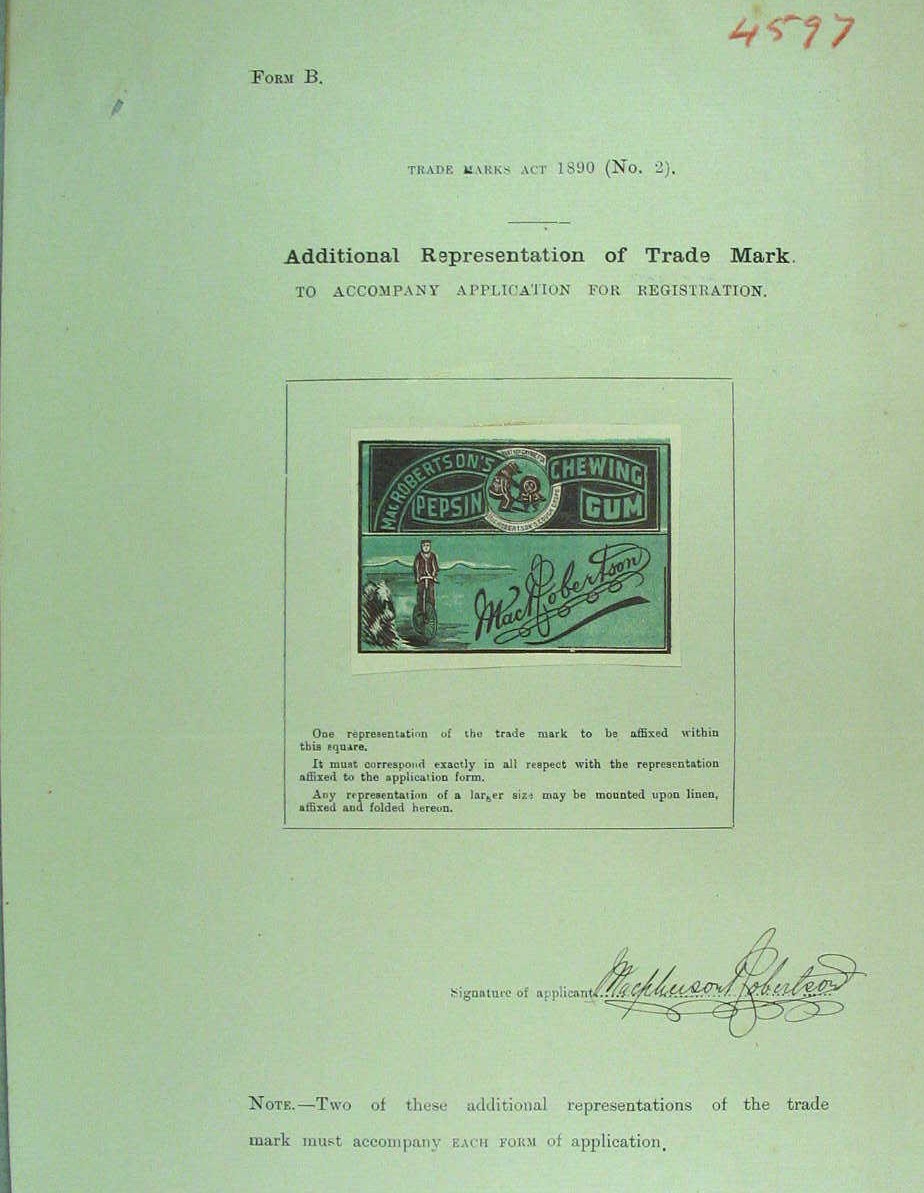 4597
FORM B.
TRADE MARKS ACT 1890 (No. 2).
Additional Representation of Trade Mark.
TO ACCOMPANY APPLICATION FOR REGISTRATION.
MACROBERTSON'S
PEPSIN
CHEWING
GUM
MacRobertson
One representation of the trade mark to be affixed within
this square.
It must correspond exactly in all respect with the representation
affixed to the application form.
Any representation of a larger size may be mounted upon linen,
affixed and folded hereon.
Signature of applicant Macpherson Robertson
NOTE.—Two of these additional representations of the trade
mark must accompany EACH FORM of application.